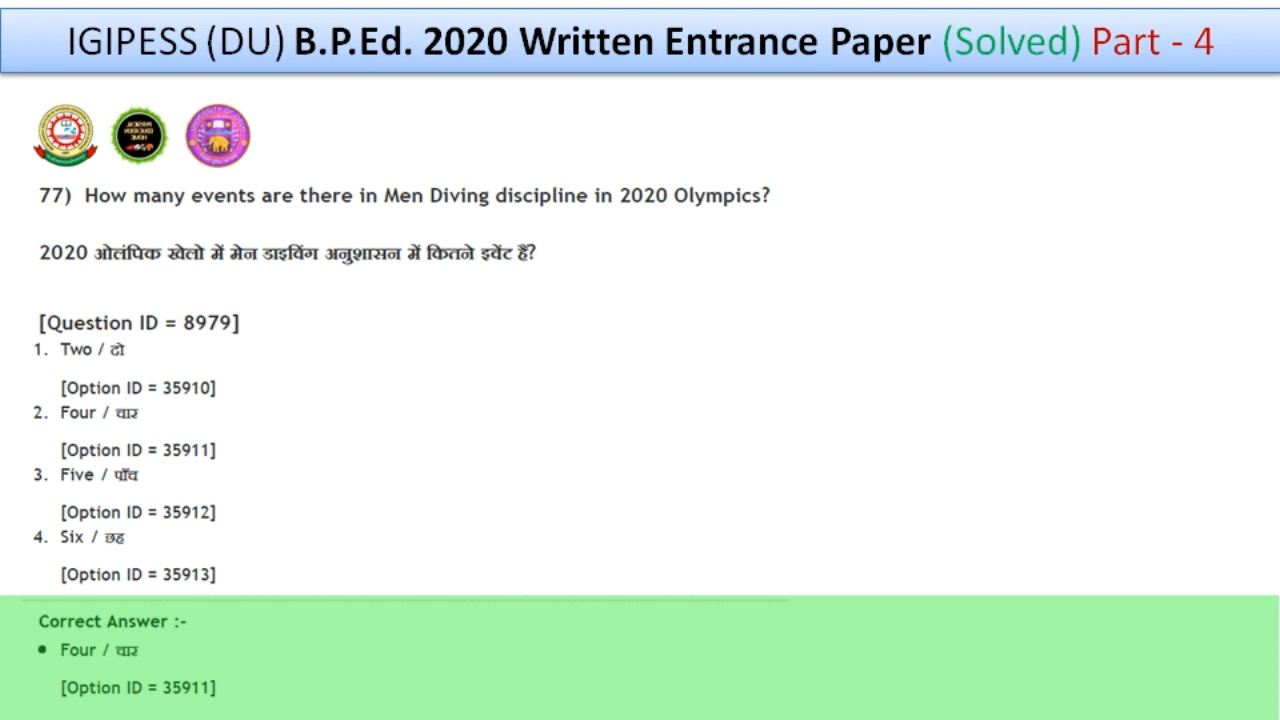 IGIPESS (DU) B.P.Ed. 2020 Written Entrance Paper (Solved) Part - 4
77) How many events are there in Men Diving discipline in 2020 Olympics?
2020 ओलंपिक खेलो में मेन डाइविंग अनुशासन में कितने इवेंट हैं?
[Question ID = 8979]
1. Two / दो
[Option ID = 35910]
2. Four / चार
[Option ID = 35911]
3. Five / पाँच
[Option ID = 35912]
4. Six / छह
[Option ID = 35913]
Correct Answer :-
• Four / चार
[Option ID = 35911]